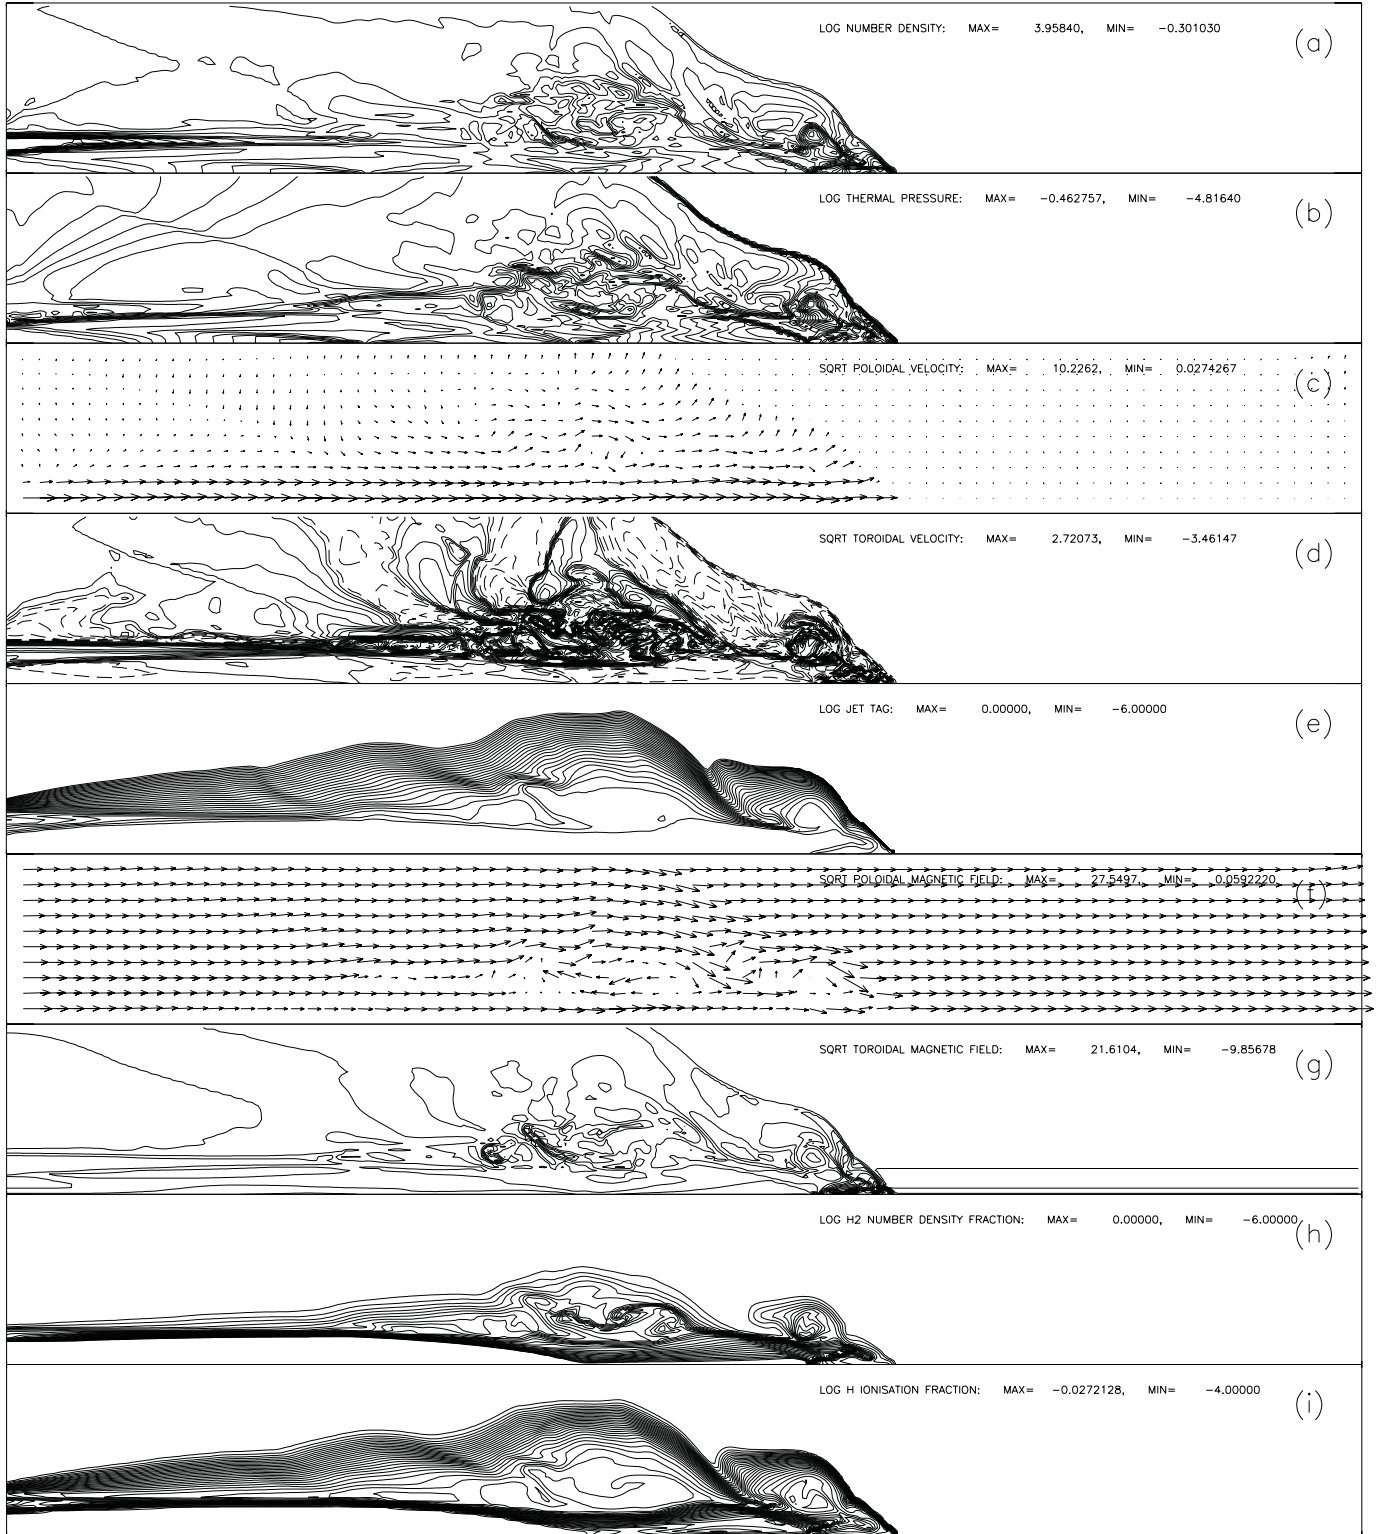 LOG NUMBER DENSITY: MAX= 3.95840, MIN= −0.301030 (a)
LOG THERMAL PRESSURE: MAX= −0.462757, MIN= −4.81640 (b)
SQRT POLOIDAL VELOCITY: MAX= 10.2262, MIN= 0.0274267 (c)
SQRT TOROIDAL VELOCITY: MAX= 2.72073, MIN= −3.46147 (d)
LOG JET TAG: MAX= 0.00000, MIN= −6.00000 (e)
SQRT POLOIDAL MAGNETIC FIELD: MAX= 27.5497, MIN= 0.0592220 (f)
SQRT TOROIDAL MAGNETIC FIELD: MAX= 21.6104, MIN= −9.85678 (g)
LOG H2 NUMBER DENSITY FRACTION: MAX= 0.00000, MIN= −6.00000 (h)
LOG H IONISATION FRACTION: MAX= −0.0272128, MIN= −4.00000 (i)